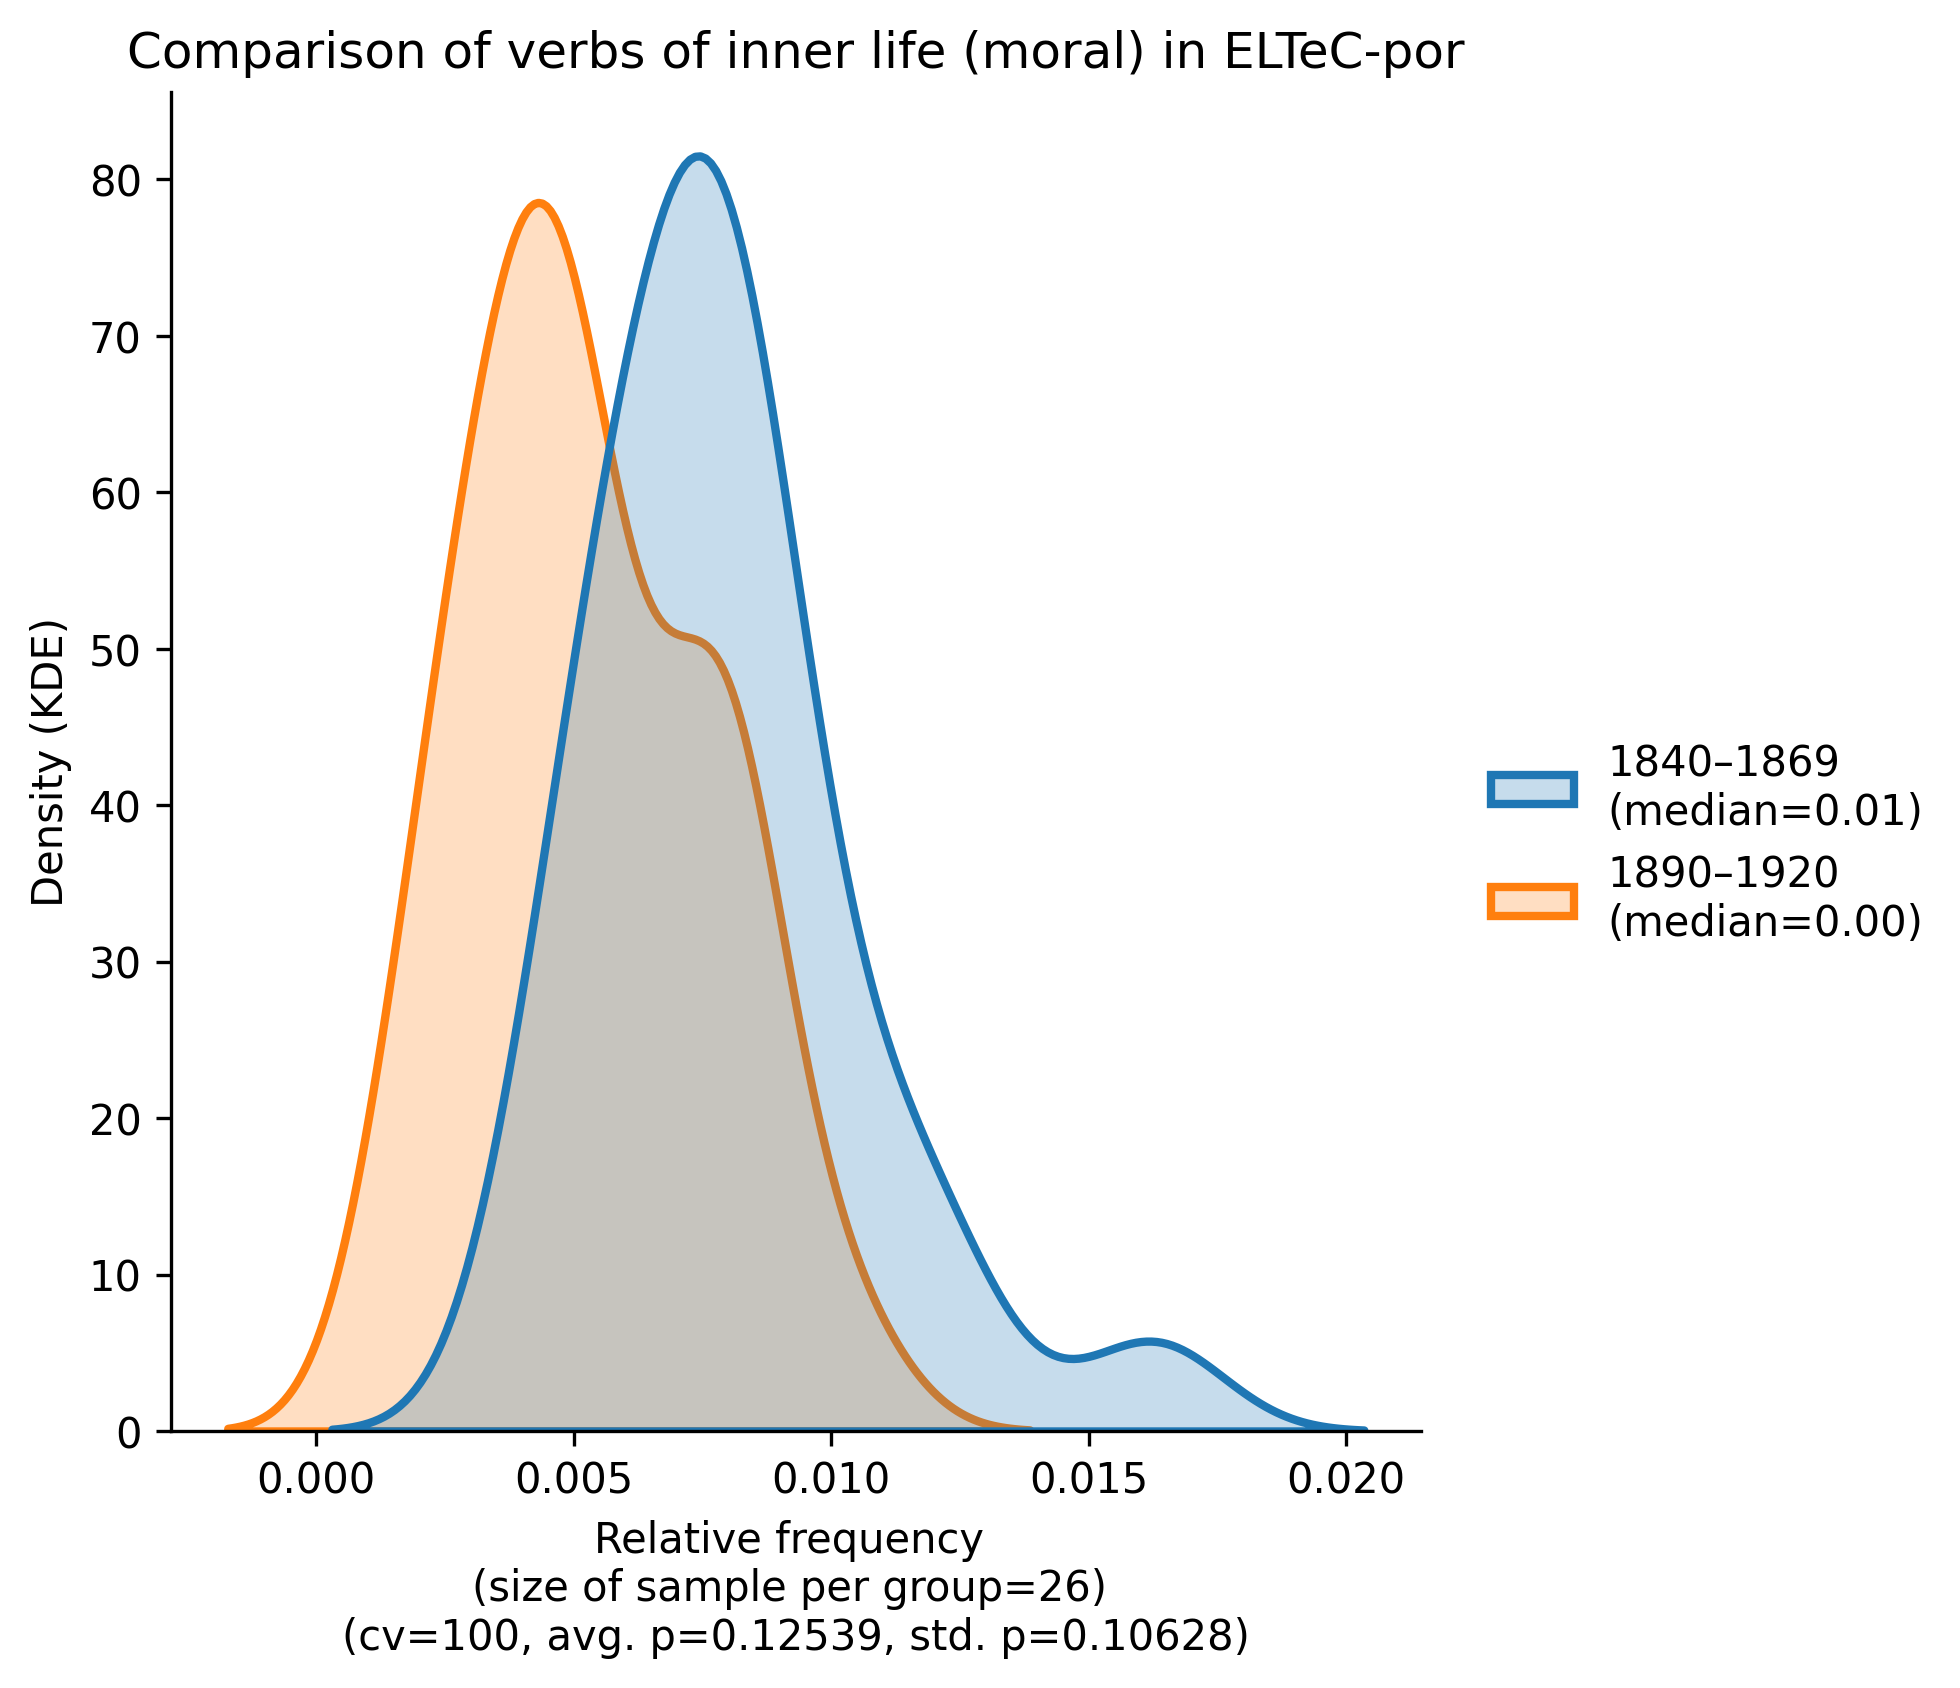 Comparison of verbs of inner life (moral) in ELTeC-por
80
70
60
50
40
30
20
10
0
Density (KDE)
0.000 0.005 0.010 0.015 0.020
Relative frequency
(size of sample per group=26)
(cv=100, avg. p=0.12539, std. p=0.10628)
1840–1869
(median=0.01)
1890–1920
(median=0.00)